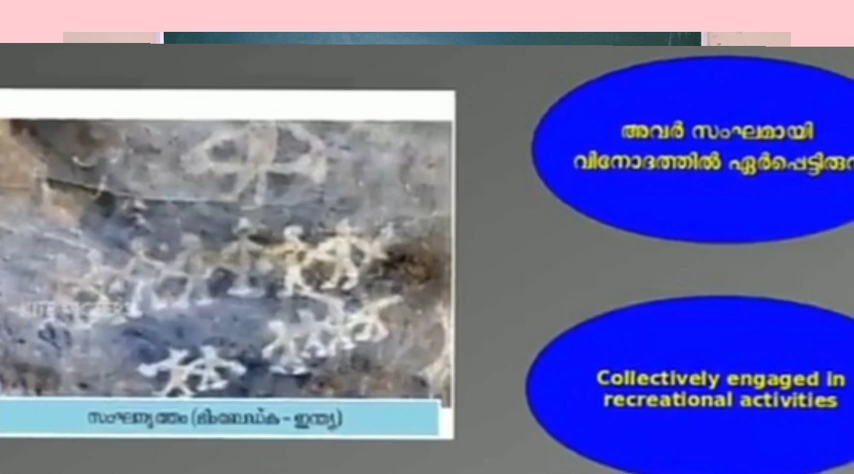 അവർ സംഘമായി
വിനോദത്തിൽ
Collectively engaged in
recreational activities
സംഘനൃത്തം (ഭിംബേഡ്ക - ഇന്ത്യ)